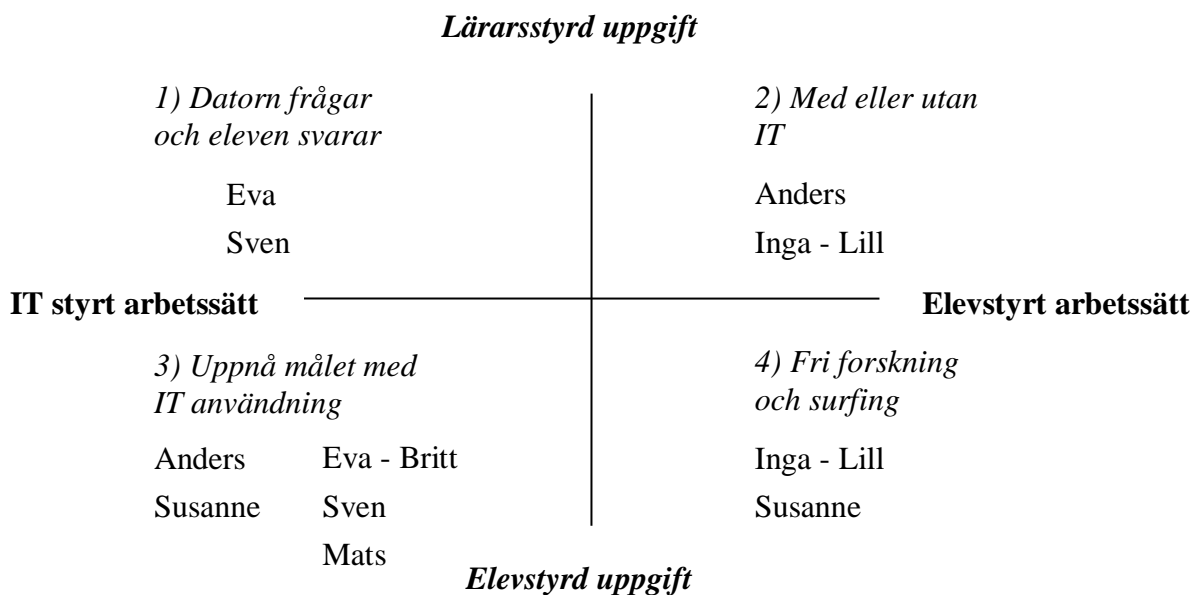 Lärarsstyrd uppgift
1) Datorn frågar
och eleven svarar
Eva
Sven
2) Med eller utan
IT
Anders
Inga - Lill
IT styrt arbetssätt
Elevstyrt arbetssätt
3) Uppnå målet med
IT användning
Anders
Susanne
Eva - Britt
Sven
Mats
4) Fri forskning
och surfing
Inga - Lill
Susanne
Elevstyrd uppgift